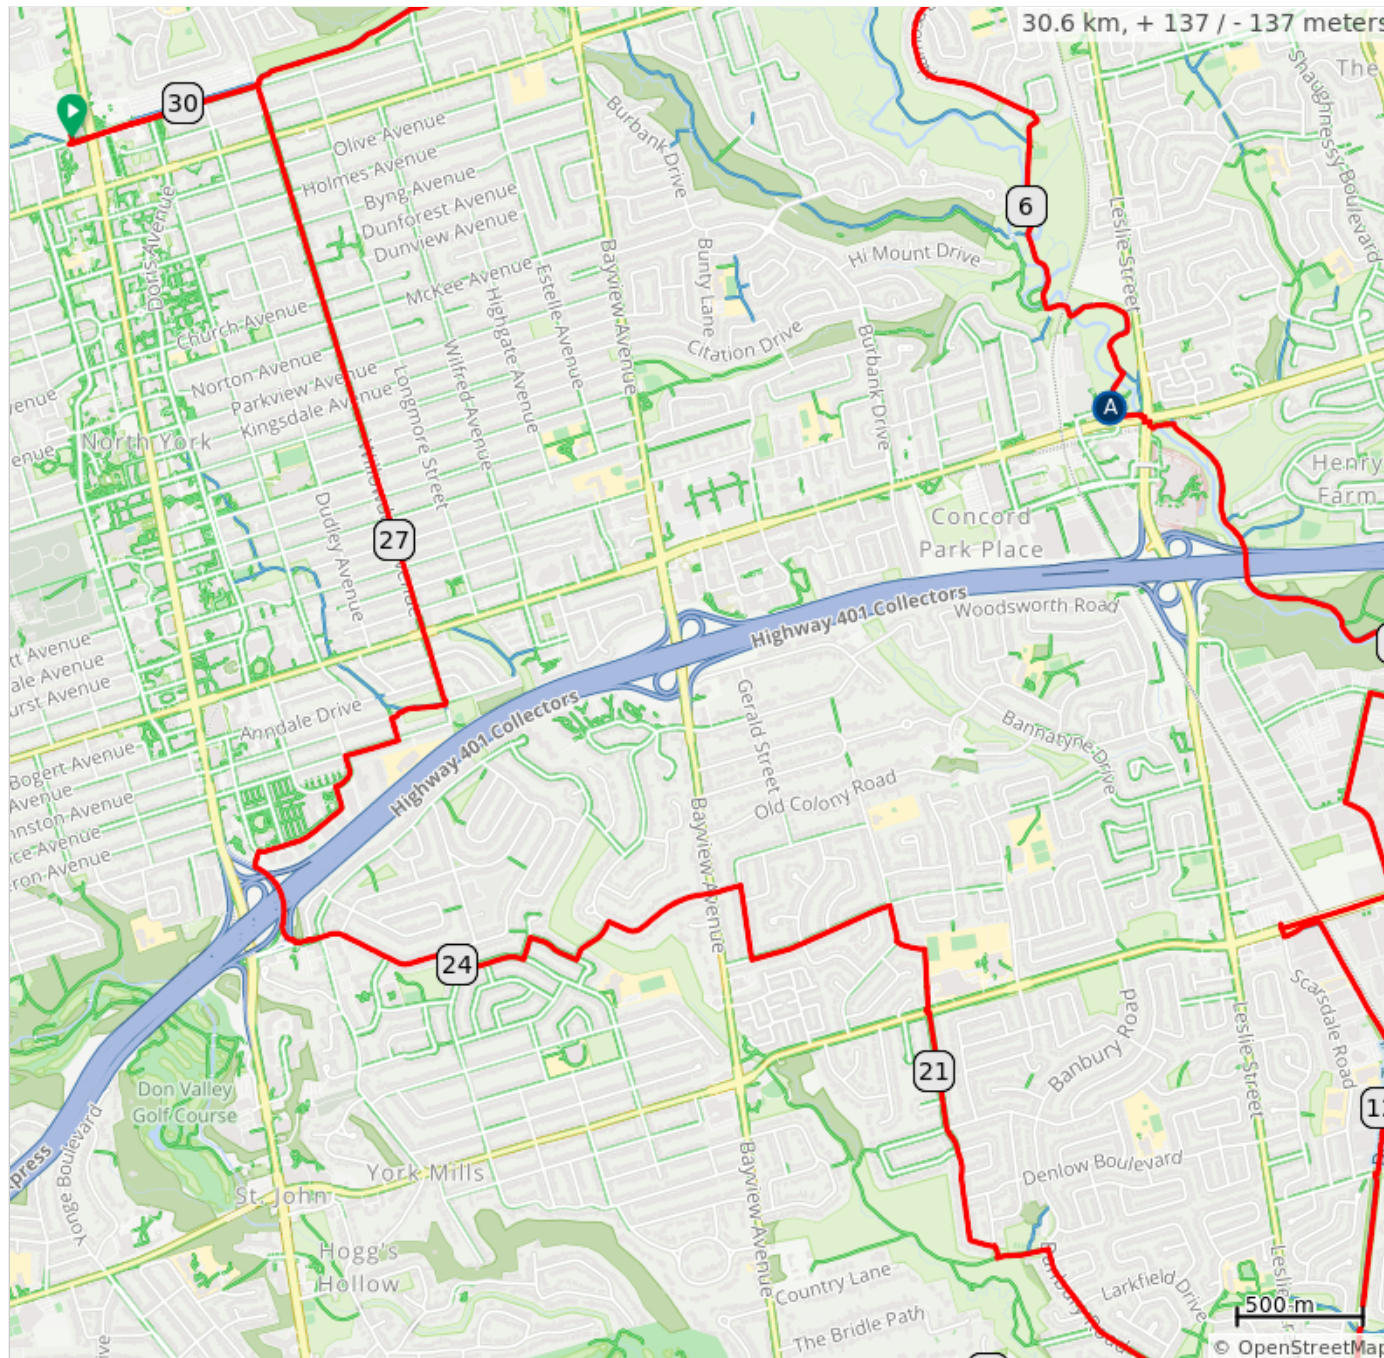 30.6 km, + 137 / - 137 meters
The
Shaughnessy Boulevard
30
Olive Avenue
Holmes Avenue
Byng Avenue
Dunforest Avenue
Dunview Avenue
Burbank Drive
Doris Avenue
6
Leslie Street
Hi Mount Drive
Bayview Avenue
Bunty Lane
McKee Avenue
Estelle Avenue
Highgate Avenue
Church Avenue
Citation Drive
Burbank Drive
Norton Avenue
Parkview Avenue
Kingsdale Avenue
Longmore Street
Wilfred Avenue
A
North York
Henry
Farm
Concord
Park Place
27
Dudley Avenue
Highway 401 Collectors
Woodsworth Road
Anndale Drive
Highway 401 Collectors
Gerald Street
Bannatyne Drive
Bogert Avenue
Old Colony Road
Bayview Avenue
24
Scarsdale Road
Leslie Street
21
Banbury Road
Don Valley
Golf Course
York Mills
Denlow Boulevard
St. John
Yonge Boulevard
Bayview Avenue
Hogg's
Hollow
Country Lane
Larkfield Drive
Banbury Road
The Bridle Path
500 m
© OpenStreetMap